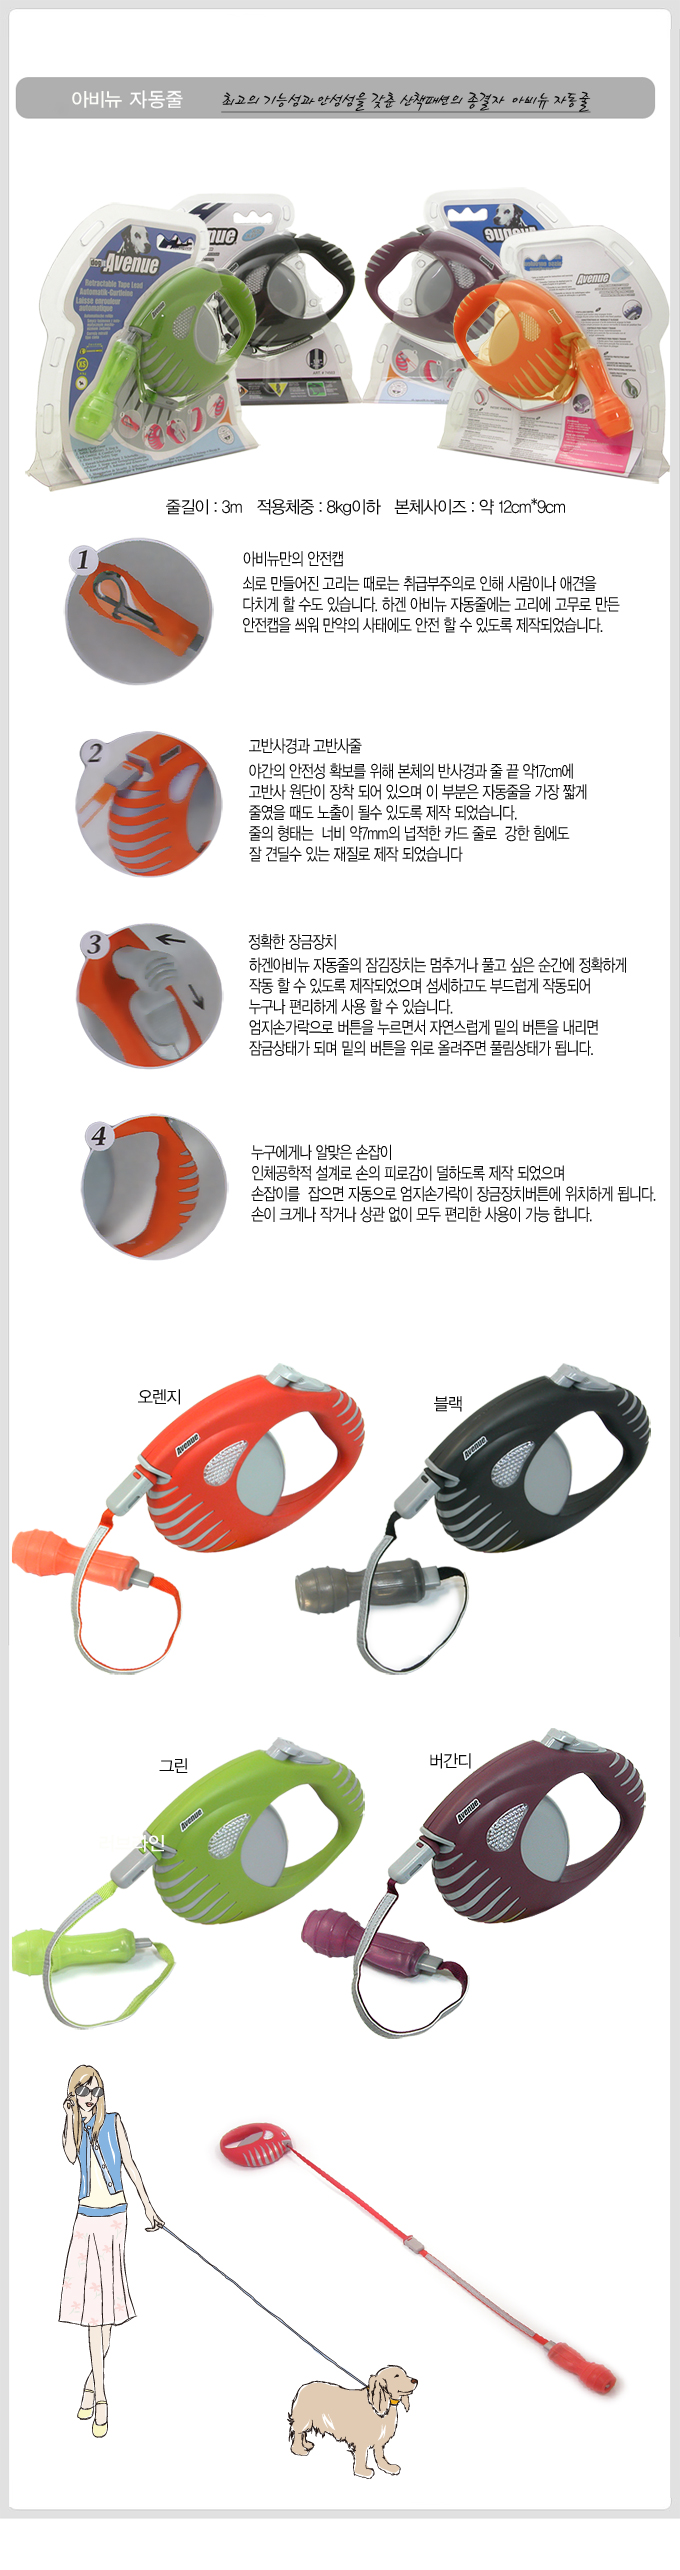 아비뉴 자동줄
최고의 기능성과 안성성을 갖춘 산책패션의 종결자 아비뉴 자동줄
Avenue
Retractable Tape Lead
Automatik-Gurtleine
Laisse enrouleur
automatique
Avenue
줄길이 : 3m 적용체중 : 8kg이하 본체사이즈 : 약 12cm*9cm
1
아비뉴만의 안전캡
쇠로 만들어진 고리는 때로는 취급부주의로 인해 사람이나 애견을
다치게 할 수도 있습니다. 하겐 아비뉴 자동줄에는 고리에 고무로 만든
안전캡을 씌워 만약의 사태에도 안전 할 수 있도록 제작되었습니다.
2
고반사경과 고반사줄
야간의 안전성 확보를 위해 본체의 반사경과 줄 끝 약17cm에
고반사 원단이 장착 되어 있으며 이 부분은 자동줄을 가장 짧게
줄였을 때도 노출이 될수 있도록 제작 되었습니다.
줄의 형태는 너비 약7mm의 넓적한 카드 줄로 강한 힘에도
잘 견딜수 있는 재질로 제작 되었습니다
3
정확한 장금장치
하겐아비뉴 자동줄의 잠김장치는 멈추거나 풀고 싶은 순간에 정확하게
작동 할 수 있도록 제작되었으며 섬세하고도 부드럽게 작동되어
누구나 편리하게 사용 할 수 있습니다.
엄지손가락으로 버튼을 누르면서 자연스럽게 밑의 버튼을 내리면
잠금상태가 되며 밑의 버튼을 위로 올려주면 풀림상태가 됩니다.
4
누구에게나 알맞은 손잡이
인체공학적 설계로 손의 피로감이 덜하도록 제작 되었으며
손잡이를 잡으면 자동으로 엄지손가락이 장금장치버튼에 위치하게 됩니다.
손이 크게나 작거나 상관 없이 모두 편리한 사용이 가능 합니다.
오렌지
블랙
Avenue
Avenue
그린
버간디
Avenue
Avenue